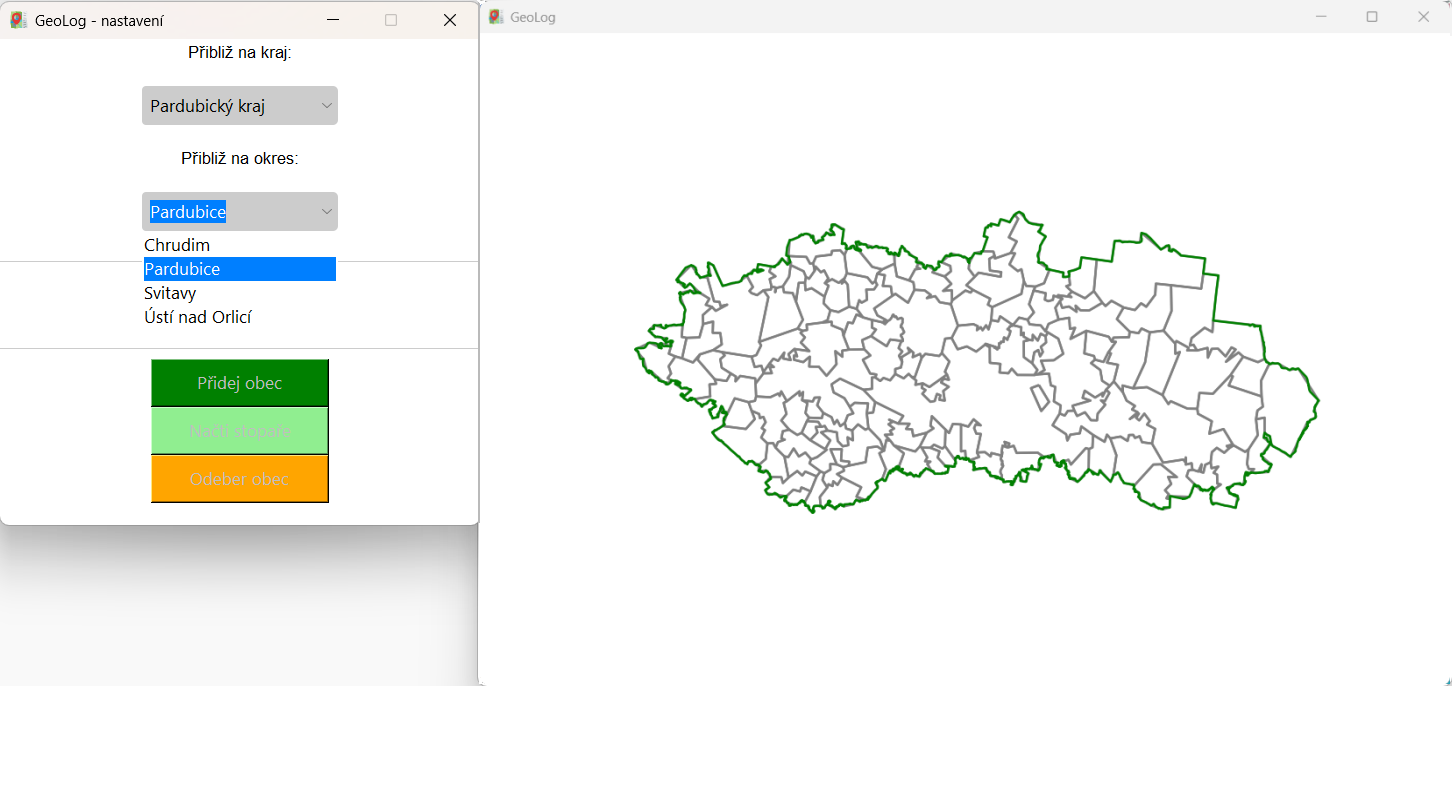 GeoLog - nastavení
Přibliž na kraj:
Pardubický kraj
Přibliž na okres:
Pardubice
Chrudim
Pardubice
Svitavy
Ústí nad Orlicí
Přidej obec
Načti stopaře
Odeber obec
GeoLog